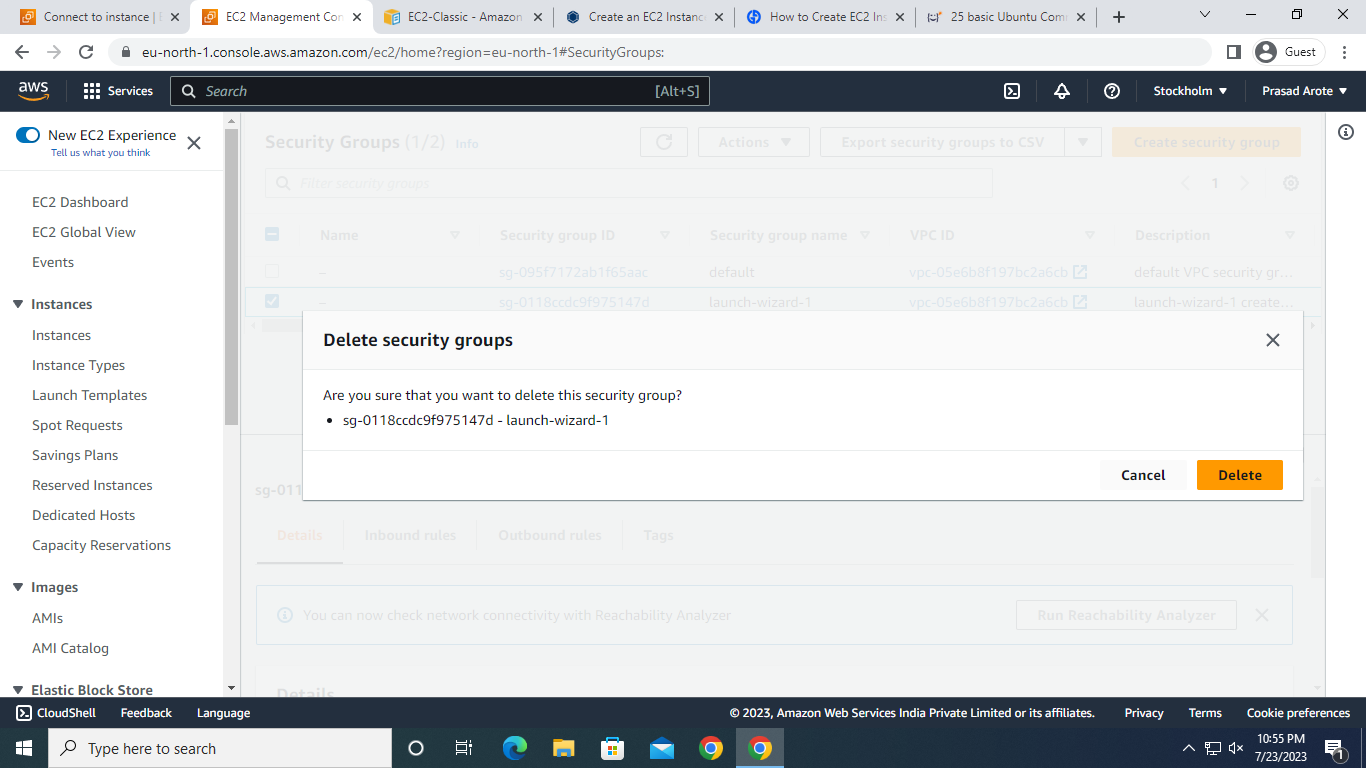 Connect to instance | E
EC2 Management Con
EC2-Classic - Amazon
Create an EC2 Instance
How to Create EC2 Ins
25 basic Ubuntu Com
eu-north-1.console.aws.amazon.com/ec2/home?region=eu-north-1#SecurityGroups:
Guest
aws
Services
Search
[Alt+S]
Stockholm
Prasad Arote
New EC2 Experience
Tell us what you think
EC2 Dashboard
EC2 Global View
Events
Instances
Instances
Instance Types
Launch Templates
Spot Requests
Savings Plans
Reserved Instances
Dedicated Hosts
Capacity Reservations
Images
AMIs
AMI Catalog
Elastic Block Store
Security Groups (1/2) Info
Actions
Export security groups to CSV
Create security group
Filter security groups
1
Name Security group ID Security group name VPC ID Description
– sg-095f7172ab1f65aac default vpc-05e6b8f197bc2a6cb default VPC security gr...
– sg-0118ccdc9f975147d launch-wizard-1 vpc-05e6b8f197bc2a6cb launch-wizard-1 create...
Delete security groups
Are you sure that you want to delete this security group?
• sg-0118ccdc9f975147d - launch-wizard-1
Cancel
Delete
sg-011
Details Inbound rules Outbound rules Tags
You can now check network connectivity with Reachability Analyzer
Run Reachability Analyzer
Details
CloudShell Feedback Language
© 2023, Amazon Web Services India Private Limited or its affiliates. Privacy Terms Cookie preferences
Type here to search
10:55 PM
7/23/2023
1